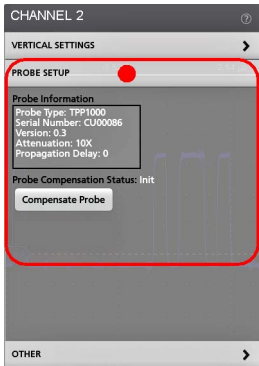 CHANNEL 2
VERTICAL SETTINGS
PROBE SETUP
Probe Information
Probe Type: TPP1000
Serial Number: CU00086
Version: 0.3
Attenuation: 10X
Propagation Delay: 0
Probe Compensation Status: Init
Compensate Probe
OTHER